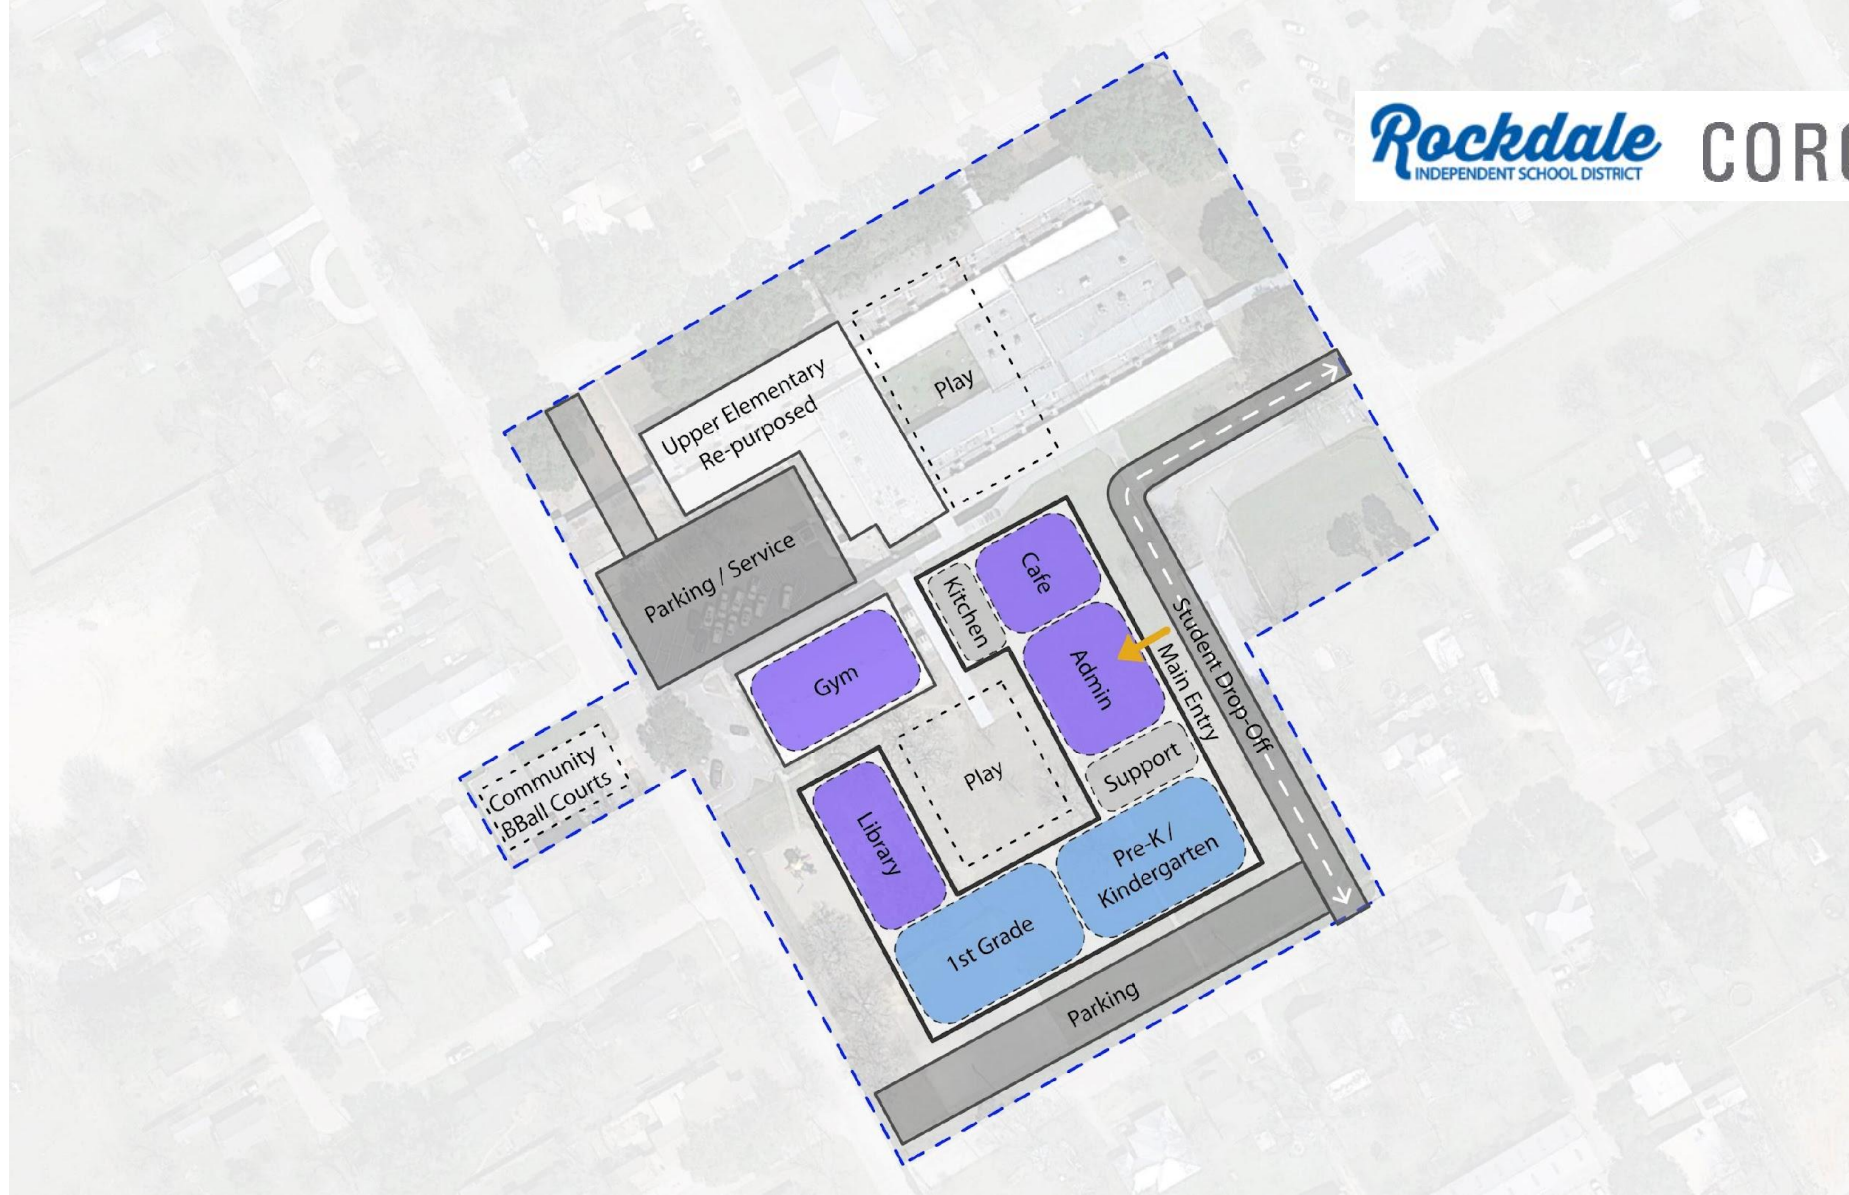 Rockdale
INDEPENDENT SCHOOL DISTRICT
Upper Elementary
Re-purposed
Play
Parking / Service
Cafe
Kitchen
Gym
Admin
Student Drop-Off
Main Entry
Community
BBall Courts
Play
Support
Library
Pre-K /
Kindergarten
1st Grade
Parking